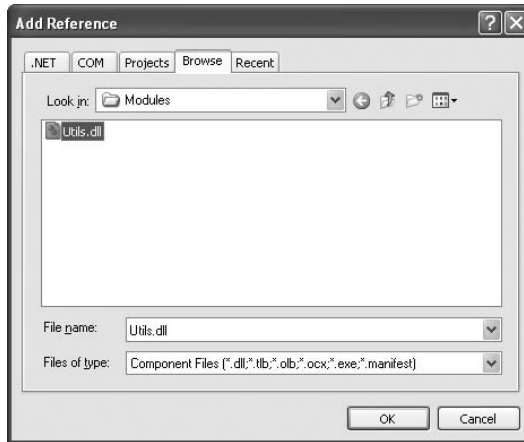 Add Reference
.NET COM Projects Browse Recent
Look in: Modules
Utils.dll
File name: Utils.dll
Files of type: Component Files (*.dll;*.tlb;*.olb;*.ocx;*.exe;*.manifest)
OK Cancel